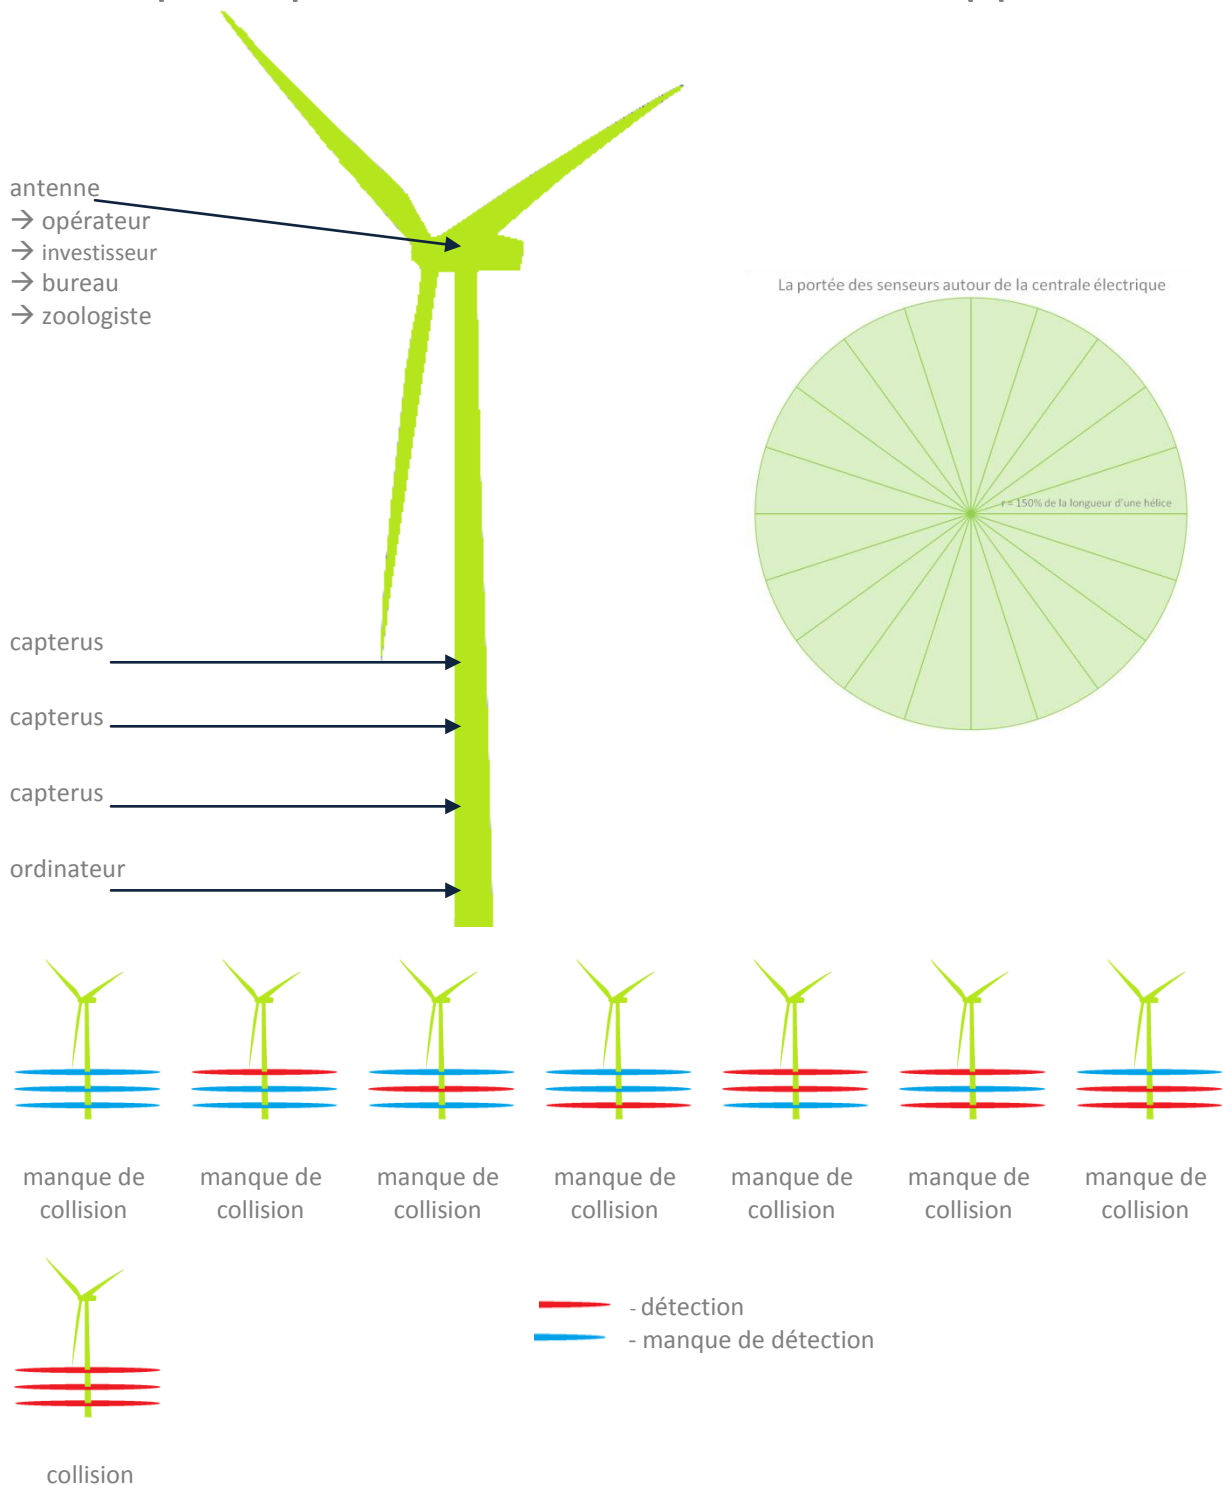 antenne
→ opérateur
→ investisseur
→ bureau
→ zoologiste
La portée des senseurs autour de la centrale électrique
r = 150% de la longueur d'une hélice
capterus
capterus
capterus
ordinateur
manque de collision
manque de collision
manque de collision
manque de collision
manque de collision
manque de collision
manque de collision
- détection
- manque de détection
collision